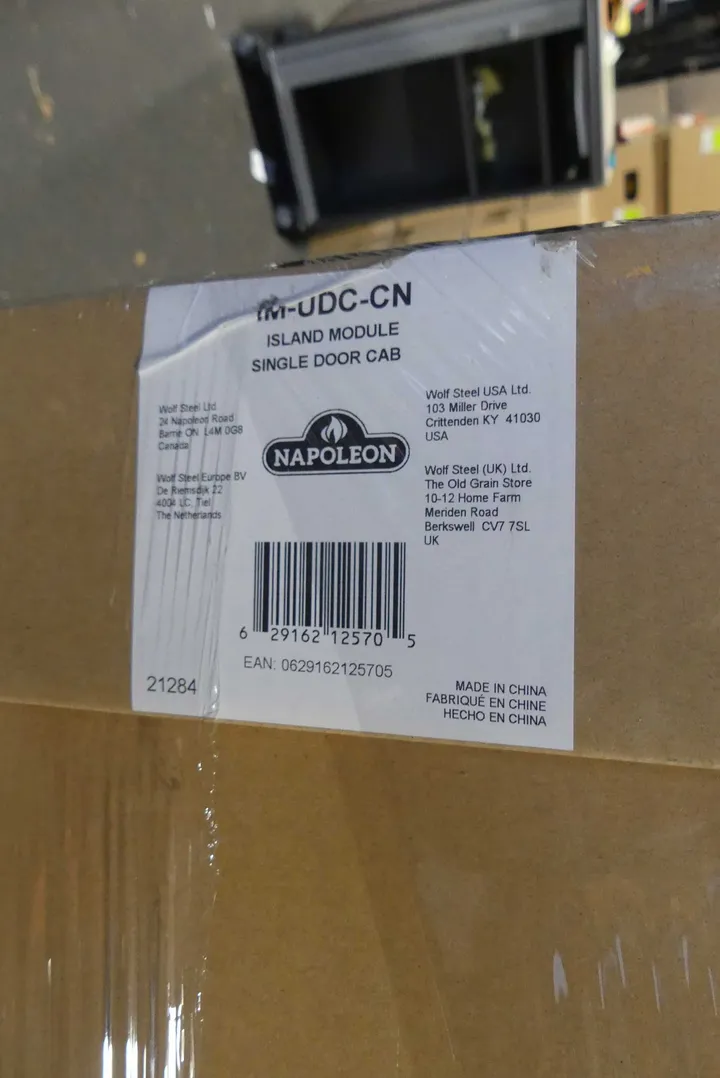 IM-UDC-CN
ISLAND MODULE
SINGLE DOOR CAB
Wolf Steel Ltd
24 Napoleon Road
Barrie ON L4M 0G8
Canada
Wolf Steel Europe BV
De Riemsdijk 22
4004 LC Tiel
The Netherlands
NAPOLEON
Wolf Steel USA Ltd.
103 Miller Drive
Crittenden KY 41030
USA
Wolf Steel (UK) Ltd.
The Old Grain Store
10-12 Home Farm
Meriden Road
Berkswell CV7 7SL
UK
6 29162 12570 5
EAN: 0629162125705
21284
MADE IN CHINA
FABRIQUÉ EN CHINE
HECHO EN CHINA